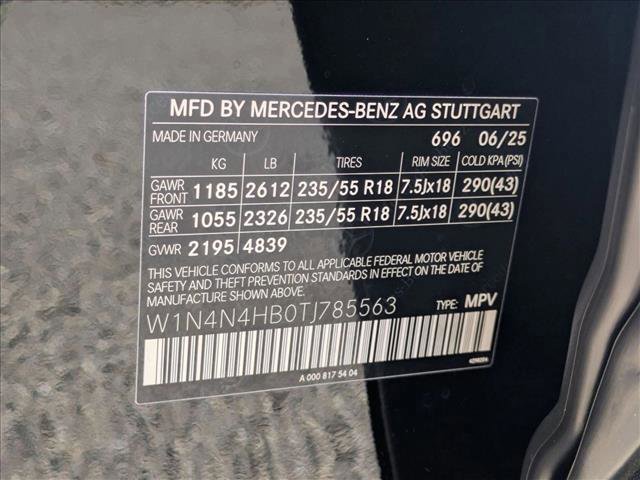 MFD BY MERCEDES-BENZ AG STUTTGART
MADE IN GERMANY 696 06/25
KG LB TIRES RIM SIZE COLD KPA (PSI)
GAWR FRONT 1185 2612 235/55 R18 7.5Jx18 290(43)
GAWR REAR 1055 2326 235/55 R18 7.5Jx18 290(43)
GVWR 2195 4839
THIS VEHICLE CONFORMS TO ALL APPLICABLE FEDERAL MOTOR VEHICLE
SAFETY AND THEFT PREVENTION STANDARDS IN EFFECT ON THE DATE OF
MANUFACTURE SHOWN ABOVE.
W1N4N4HB0TJ785563 TYPE: MPV
A 000 817 54 04